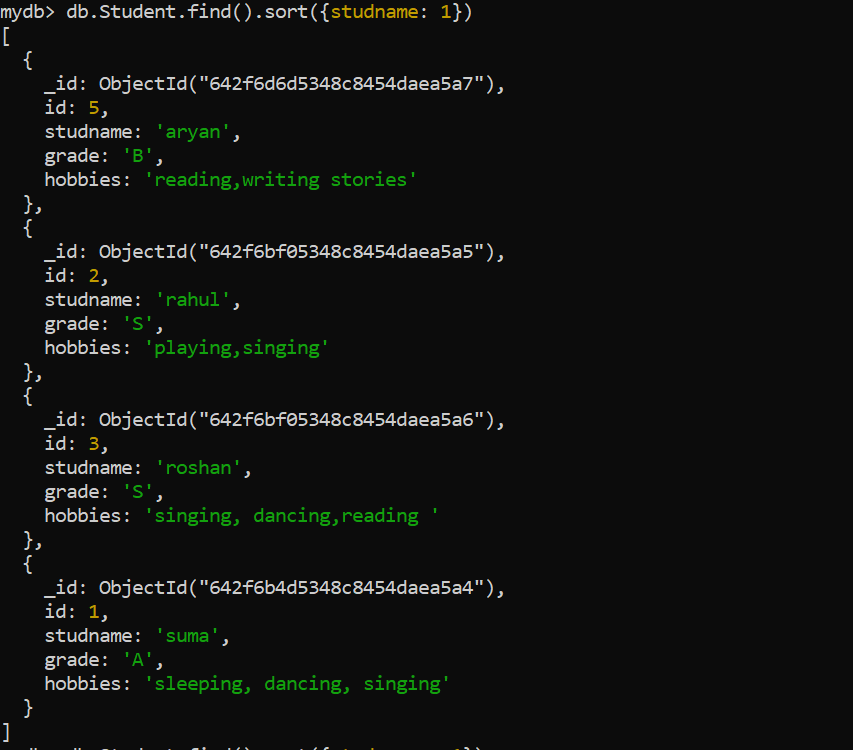 mydb> db.Student.find().sort({studname: 1})
[
  {
    _id: ObjectId("642f6d6d5348c8454daea5a7"),
    id: 5,
    studname: 'aryan',
    grade: 'B',
    hobbies: 'reading,writing stories'
  },
  {
    _id: ObjectId("642f6bf05348c8454daea5a5"),
    id: 2,
    studname: 'rahul',
    grade: 'S',
    hobbies: 'playing,singing'
  },
  {
    _id: ObjectId("642f6bf05348c8454daea5a6"),
    id: 3,
    studname: 'roshan',
    grade: 'S',
    hobbies: 'singing, dancing,reading '
  },
  {
    _id: ObjectId("642f6b4d5348c8454daea5a4"),
    id: 1,
    studname: 'suma',
    grade: 'A',
    hobbies: 'sleeping, dancing, singing'
  }
]